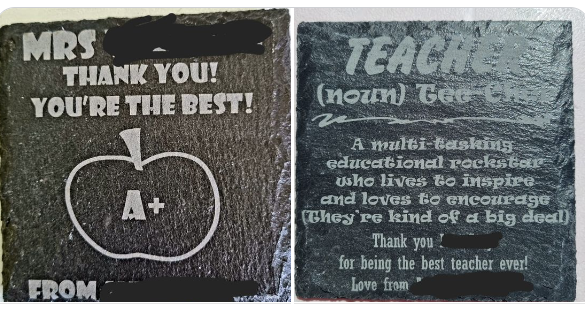 MRS
THANK YOU!
YOU'RE THE BEST!
A+
FROM
TEACHER
(noun) Tee-Cher
A multi-tasking
educational rockstar
who lives to inspire
and loves to encourage
(They're kind of a big deal)
Thank you
for being the best teacher ever!
Love from